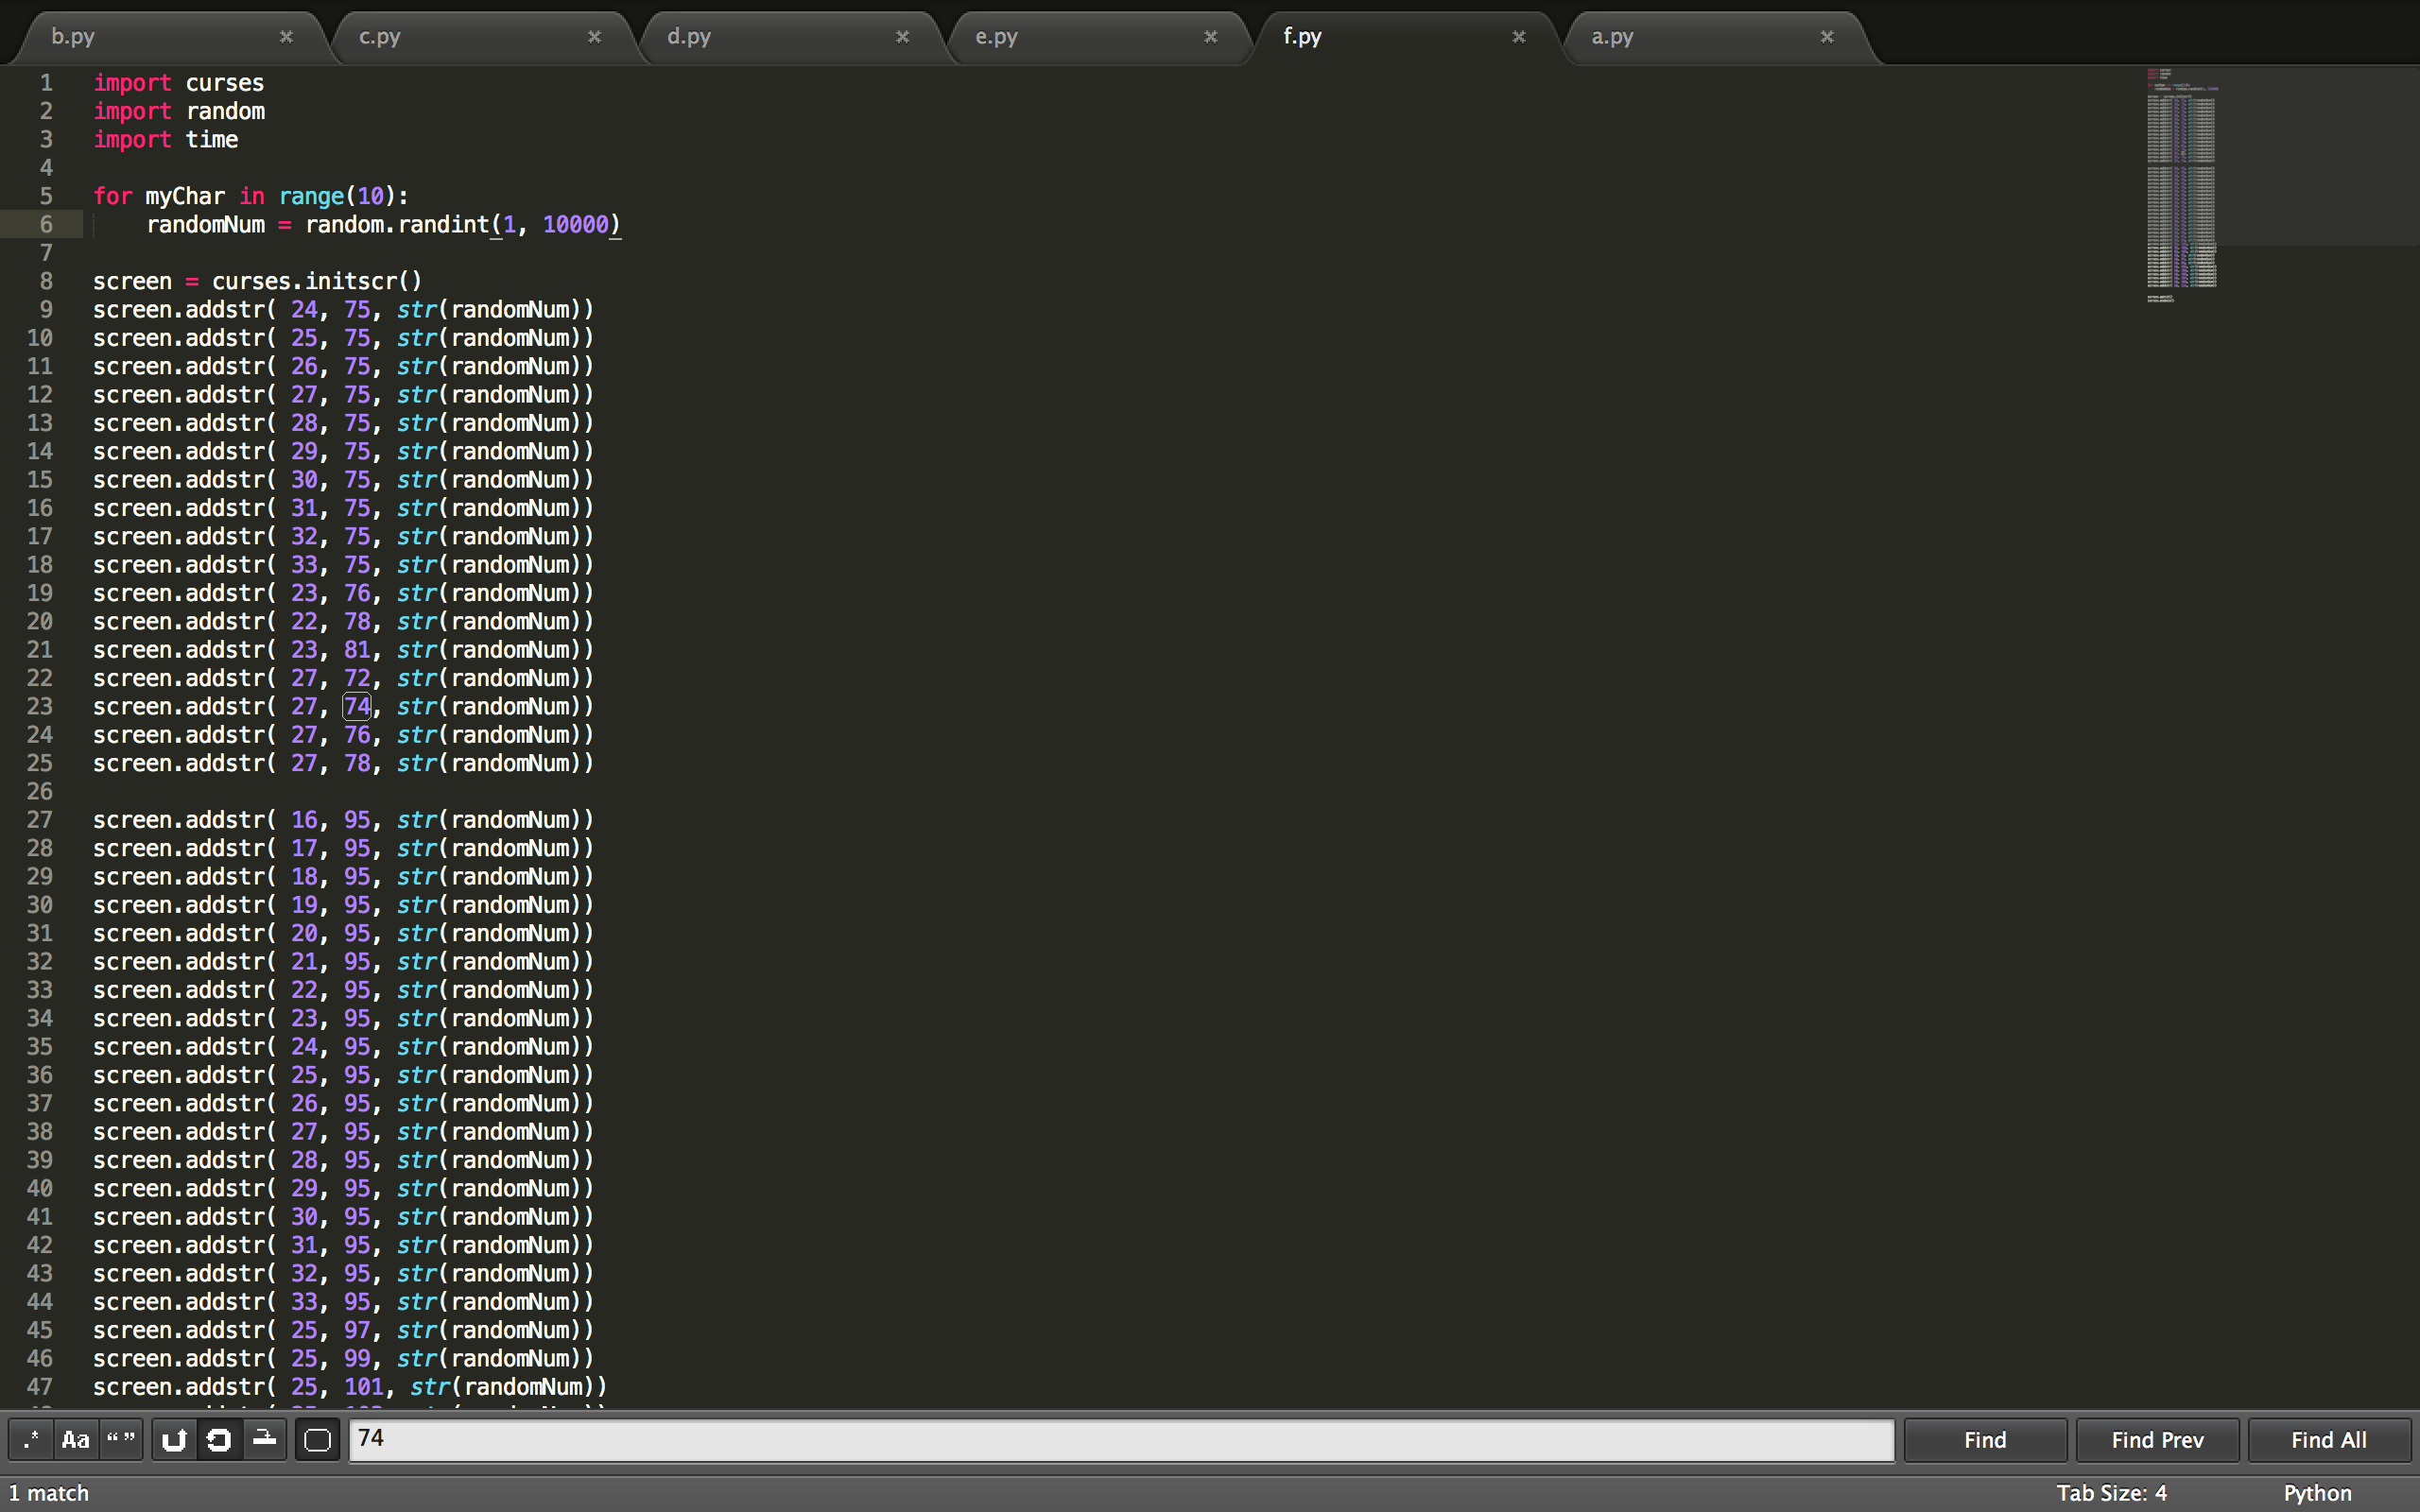 b.py × c.py × d.py × e.py × f.py × a.py ×
1 import curses
2 import random
3 import time
4
5 for myChar in range(10):
6     randomNum = random.randint(1, 10000)
7
8 screen = curses.initscr()
9 screen.addstr( 24, 75, str(randomNum))
10 screen.addstr( 25, 75, str(randomNum))
11 screen.addstr( 26, 75, str(randomNum))
12 screen.addstr( 27, 75, str(randomNum))
13 screen.addstr( 28, 75, str(randomNum))
14 screen.addstr( 29, 75, str(randomNum))
15 screen.addstr( 30, 75, str(randomNum))
16 screen.addstr( 31, 75, str(randomNum))
17 screen.addstr( 32, 75, str(randomNum))
18 screen.addstr( 33, 75, str(randomNum))
19 screen.addstr( 23, 76, str(randomNum))
20 screen.addstr( 22, 78, str(randomNum))
21 screen.addstr( 23, 81, str(randomNum))
22 screen.addstr( 27, 72, str(randomNum))
23 screen.addstr( 27, 74, str(randomNum))
24 screen.addstr( 27, 76, str(randomNum))
25 screen.addstr( 27, 78, str(randomNum))
26
27 screen.addstr( 16, 95, str(randomNum))
28 screen.addstr( 17, 95, str(randomNum))
29 screen.addstr( 18, 95, str(randomNum))
30 screen.addstr( 19, 95, str(randomNum))
31 screen.addstr( 20, 95, str(randomNum))
32 screen.addstr( 21, 95, str(randomNum))
33 screen.addstr( 22, 95, str(randomNum))
34 screen.addstr( 23, 95, str(randomNum))
35 screen.addstr( 24, 95, str(randomNum))
36 screen.addstr( 25, 95, str(randomNum))
37 screen.addstr( 26, 95, str(randomNum))
38 screen.addstr( 27, 95, str(randomNum))
39 screen.addstr( 28, 95, str(randomNum))
40 screen.addstr( 29, 95, str(randomNum))
41 screen.addstr( 30, 95, str(randomNum))
42 screen.addstr( 31, 95, str(randomNum))
43 screen.addstr( 32, 95, str(randomNum))
44 screen.addstr( 33, 95, str(randomNum))
45 screen.addstr( 25, 97, str(randomNum))
46 screen.addstr( 25, 99, str(randomNum))
47 screen.addstr( 25, 101, str(randomNum))
.* Aa “” 74 Find Find Prev Find All
1 match Tab Size: 4 Python